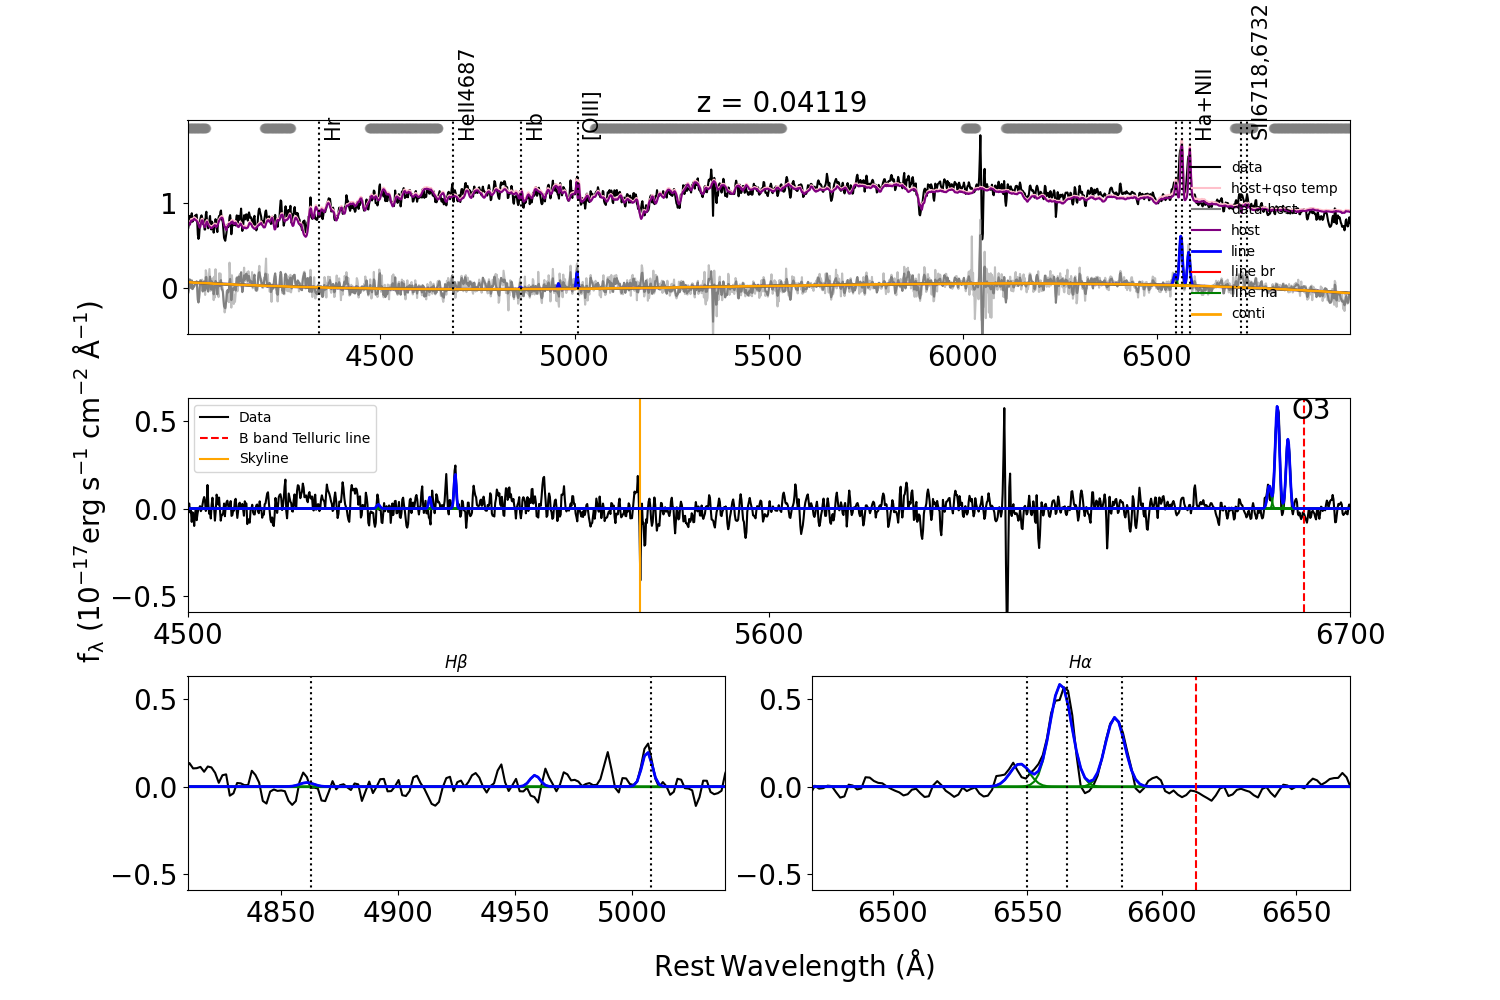 Hr
HeII4687
Hb
[OIII]
Ha+NII
SII6718,6732
z = 0.04119
data
host+qso temp
data-host
host
line
line br
line na
conti
1
0
4500
5000
5500
6000
6500
fλ (10⁻¹⁷erg s⁻¹ cm⁻² Å⁻¹)
Data
B band Telluric line
Skyline
O3
0.5
0.0
−0.5
4500
5600
6700
Hβ
0.5
0.0
−0.5
4850
4900
4950
5000
Hα
0.5
0.0
−0.5
6500
6550
6600
6650
Rest Wavelength (Å)